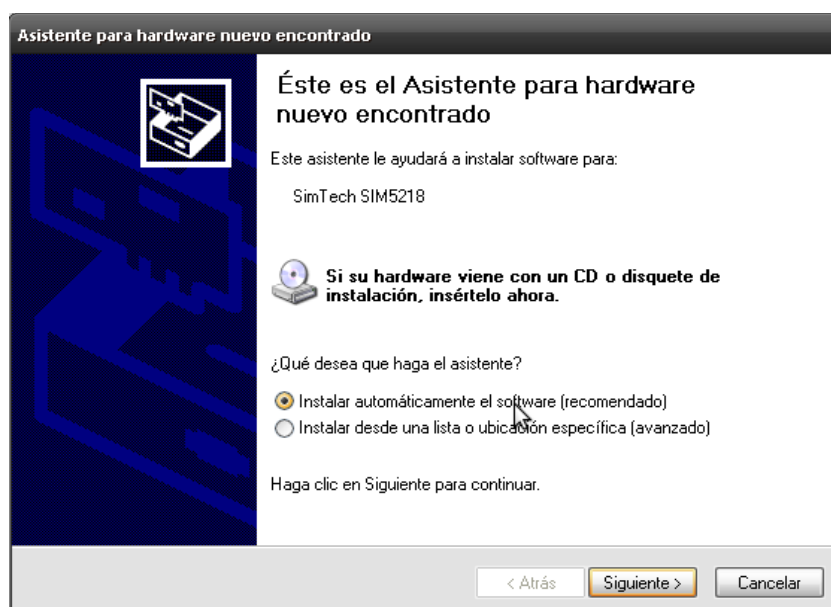 Asistente para hardware nuevo encontrado
Éste es el Asistente para hardware
nuevo encontrado
Este asistente le ayudará a instalar software para:
SimTech SIM5218
Si su hardware viene con un CD o disquete de
instalación, insértelo ahora.
¿Qué desea que haga el asistente?
Instalar automáticamente el software (recomendado)
Instalar desde una lista o ubicación específica (avanzado)
Haga clic en Siguiente para continuar.
< Atrás Siguiente > Cancelar